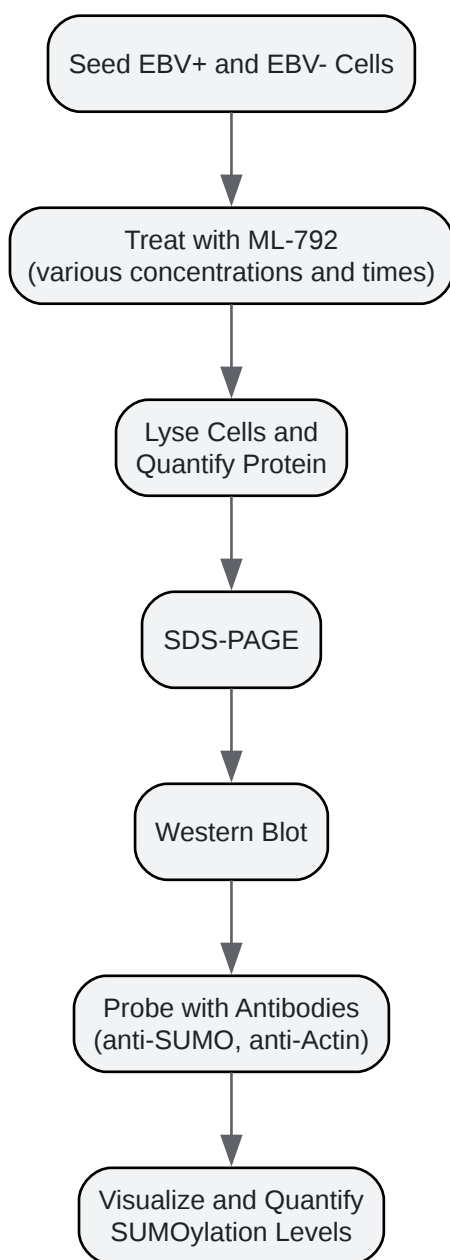 Seed EBV+ and EBV- Cells
Treat with ML-792
(various concentrations and times)
Lyse Cells and
Quantify Protein
SDS-PAGE
Western Blot
Probe with Antibodies
(anti-SUMO, anti-Actin)
Visualize and Quantify
SUMOylation Levels